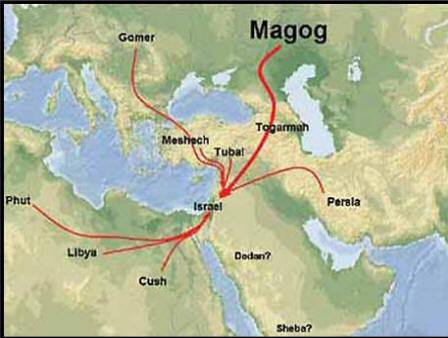 Magog
Gomer
Togarmah
Meshech
Tubal
Israel
Persia
Phut
Libya
Cush
Dedan?
Sheba?